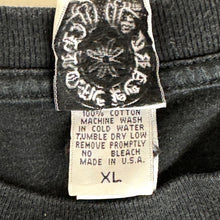 100% COTTON
MACHINE WASH
IN COLD WATER
TUMBLE DRY LOW
REMOVE PROMPTLY
NO BLEACH
MADE IN U.S.A.
XL